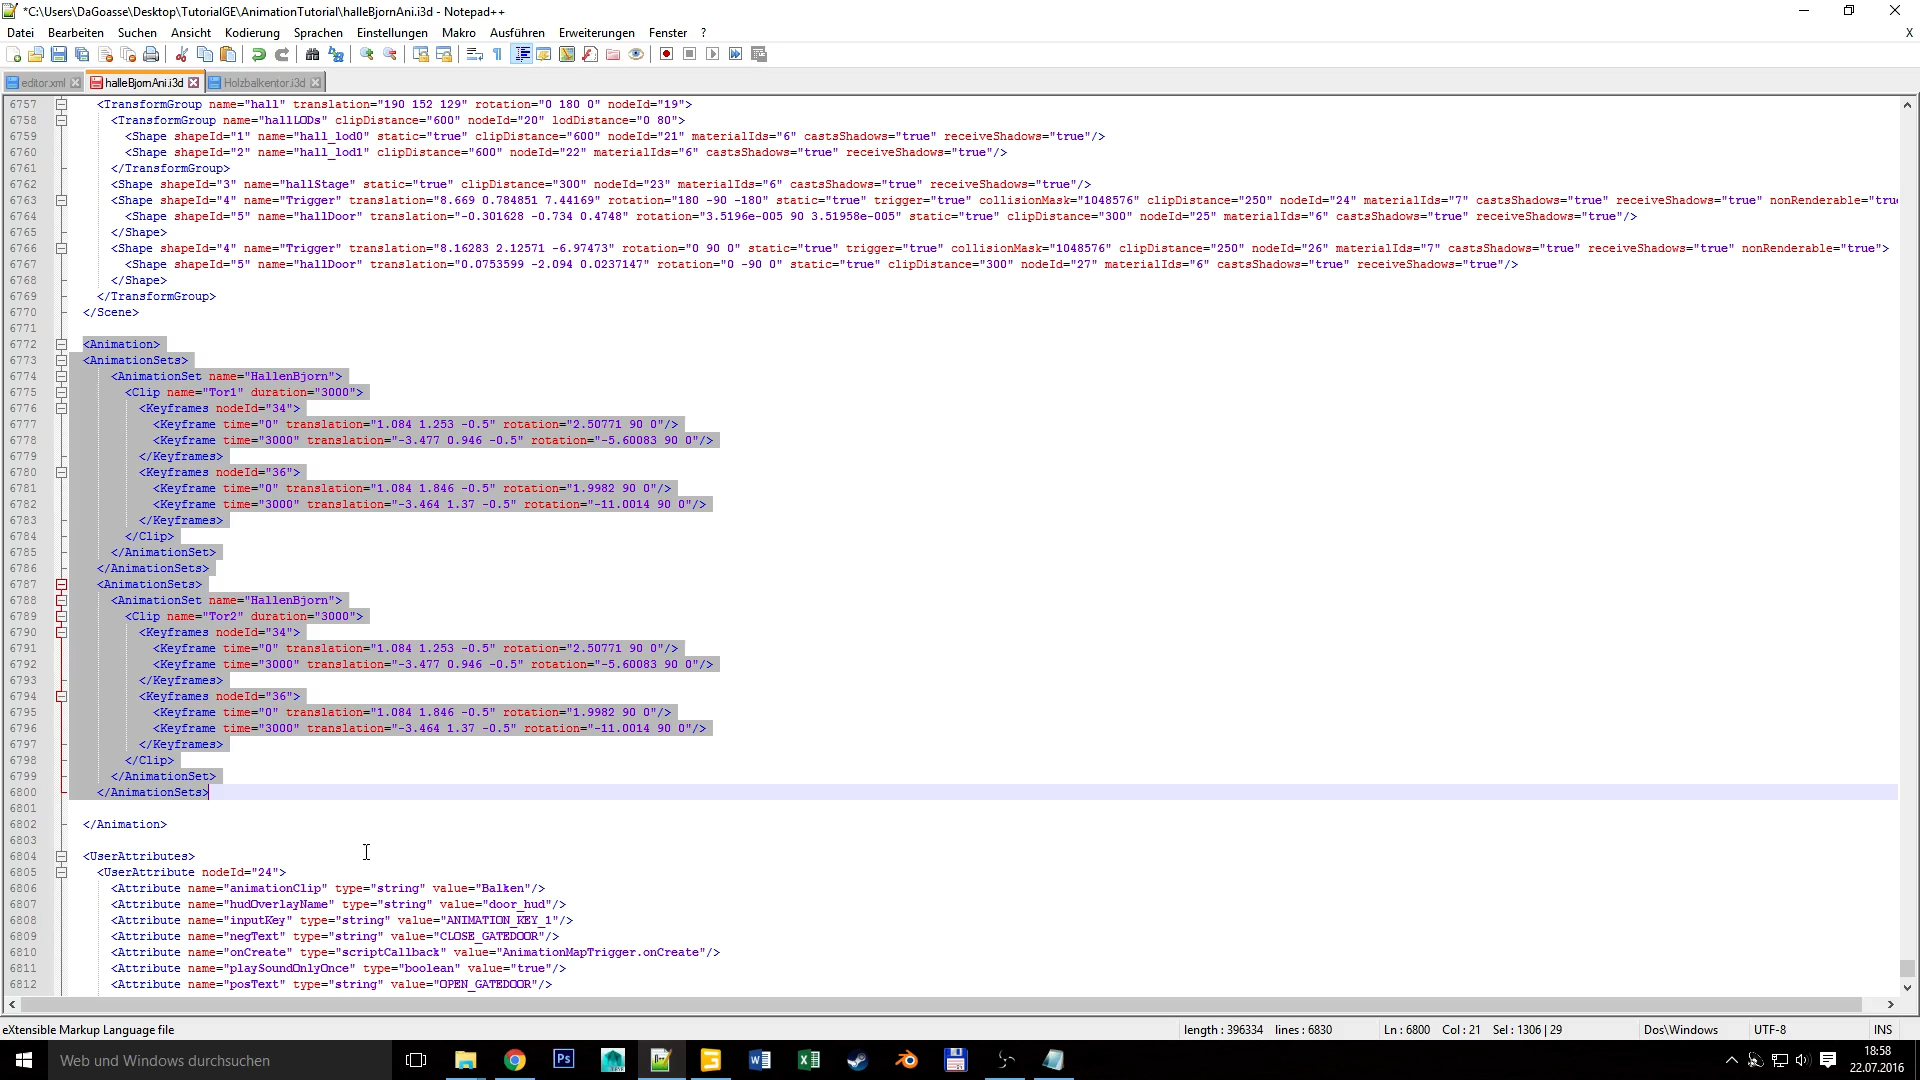 *C:\Users\DaGoasse\Desktop\TutorialGE\AnimationTutorial\halleBjornAni.i3d - Notepad++
Datei Bearbeiten Suchen Ansicht Kodierung Sprachen Einstellungen Makro Ausführen Erweiterungen Fenster ? X
editor.xml halleBjornAni.i3d Holzbalkentor.i3d
6757 <TransformGroup name="hall" translation="190 152 129" rotation="0 180 0" nodeId="19">
6758 <TransformGroup name="hallLODs" clipDistance="600" nodeId="20" lodDistance="0 80">
6759 <Shape shapeId="1" name="hall_lod0" static="true" clipDistance="600" nodeId="21" materialIds="6" castsShadows="true" receiveShadows="true"/>
6760 <Shape shapeId="2" name="hall_lod1" clipDistance="600" nodeId="22" materialIds="6" castsShadows="true" receiveShadows="true"/>
6761 </TransformGroup>
6762 <Shape shapeId="3" name="hallStage" static="true" clipDistance="300" nodeId="23" materialIds="6" castsShadows="true" receiveShadows="true"/>
6763 <Shape shapeId="4" name="Trigger" translation="8.669 0.784851 7.44169" rotation="180 -90 -180" static="true" trigger="true" collisionMask="1048576" clipDistance="250" nodeId="24" materialIds="7" castsShadows="true" receiveShadows="true" nonRenderable="true
6764 <Shape shapeId="5" name="hallDoor" translation="-0.301628 -0.734 0.4748" rotation="3.5196e-005 90 3.51958e-005" static="true" clipDistance="300" nodeId="25" materialIds="6" castsShadows="true" receiveShadows="true"/>
6765 </Shape>
6766 <Shape shapeId="4" name="Trigger" translation="8.16283 2.12571 -6.97473" rotation="0 90 0" static="true" trigger="true" collisionMask="1048576" clipDistance="250" nodeId="26" materialIds="7" castsShadows="true" receiveShadows="true" nonRenderable="true">
6767 <Shape shapeId="5" name="hallDoor" translation="0.0753599 -2.094 0.0237147" rotation="0 -90 0" static="true" clipDistance="300" nodeId="27" materialIds="6" castsShadows="true" receiveShadows="true"/>
6768 </Shape>
6769 </TransformGroup>
6770 </Scene>
6771
6772 <Animation>
6773 <AnimationSets>
6774 <AnimationSet name="HallenBjorn">
6775 <Clip name="Tor1" duration="3000">
6776 <Keyframes nodeId="34">
6777 <Keyframe time="0" translation="1.084 1.253 -0.5" rotation="2.50771 90 0"/>
6778 <Keyframe time="3000" translation="-3.477 0.946 -0.5" rotation="-5.60083 90 0"/>
6779 </Keyframes>
6780 <Keyframes nodeId="36">
6781 <Keyframe time="0" translation="1.084 1.846 -0.5" rotation="1.9982 90 0"/>
6782 <Keyframe time="3000" translation="-3.464 1.37 -0.5" rotation="-11.0014 90 0"/>
6783 </Keyframes>
6784 </Clip>
6785 </AnimationSet>
6786 </AnimationSets>
6787 <AnimationSets>
6788 <AnimationSet name="HallenBjorn">
6789 <Clip name="Tor2" duration="3000">
6790 <Keyframes nodeId="34">
6791 <Keyframe time="0" translation="1.084 1.253 -0.5" rotation="2.50771 90 0"/>
6792 <Keyframe time="3000" translation="-3.477 0.946 -0.5" rotation="-5.60083 90 0"/>
6793 </Keyframes>
6794 <Keyframes nodeId="36">
6795 <Keyframe time="0" translation="1.084 1.846 -0.5" rotation="1.9982 90 0"/>
6796 <Keyframe time="3000" translation="-3.464 1.37 -0.5" rotation="-11.0014 90 0"/>
6797 </Keyframes>
6798 </Clip>
6799 </AnimationSet>
6800 </AnimationSets>
6801
6802 </Animation>
6803
6804 <UserAttributes>
6805 <UserAttribute nodeId="24">
6806 <Attribute name="animationClip" type="string" value="Balken"/>
6807 <Attribute name="hudOverlayName" type="string" value="door_hud"/>
6808 <Attribute name="inputKey" type="string" value="ANIMATION_KEY_1"/>
6809 <Attribute name="negText" type="string" value="CLOSE_GATEDOOR"/>
6810 <Attribute name="onCreate" type="scriptCallback" value="AnimationMapTrigger.onCreate"/>
6811 <Attribute name="playSoundOnlyOnce" type="boolean" value="true"/>
6812 <Attribute name="posText" type="string" value="OPEN_GATEDOOR"/>
eXtensible Markup Language file length : 396334 lines : 6830 Ln : 6800 Col : 21 Sel : 1306 | 29 Dos\Windows UTF-8 INS
Web und Windows durchsuchen
18:58
22.07.2016